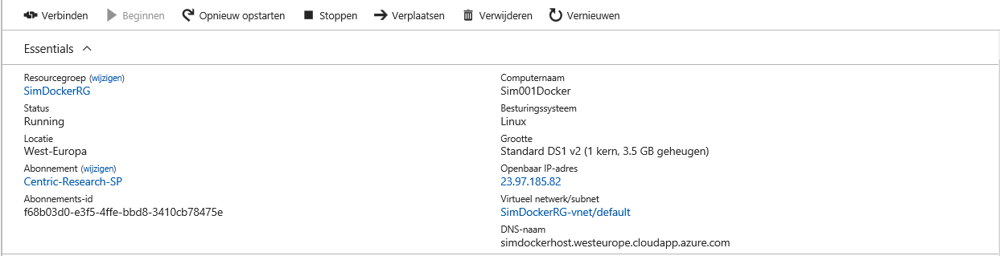 Verbinden Beginnen Opnieuw opstarten Stoppen Verplaatsen Verwijderen Vernieuwen
Essentials
Resourcegroep (wijzigen)
SimDockerRG
Status
Running
Locatie
West-Europa
Abonnement (wijzigen)
Centric-Research-SP
Abonnements-id
f68b03d0-e3f5-4ffe-bbd8-3410cb78475e
Computernaam
Sim001Docker
Besturingssysteem
Linux
Grootte
Standard DS1 v2 (1 kern, 3.5 GB geheugen)
Openbaar IP-adres
23.97.185.82
Virtueel netwerk/subnet
SimDockerRG-vnet/default
DNS-naam
simdockerhost.westeurope.cloudapp.azure.com